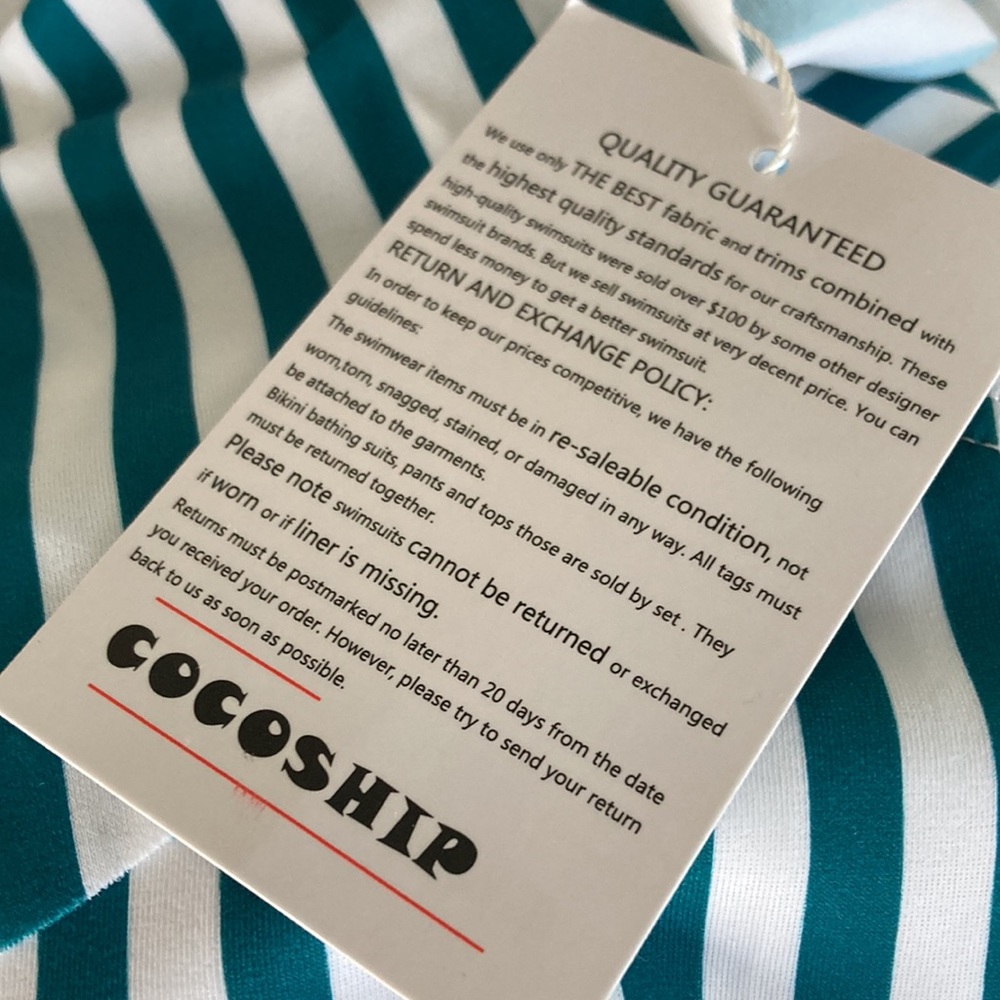 QUALITY GUARANTEED
We use only THE BEST fabric and trims combined with
the highest quality standards for our craftsmanship. These
high-quality swimsuits were sold over $100 by some other designer
swimsuit brands. But we sell swimsuits at very decent price. You can
spend less money to get a better swimsuit.
RETURN AND EXCHANGE POLICY:
In order to keep our prices competitive, we have the following
guidelines:
The swimwear items must be in re-saleable condition, not
worn,torn, snagged, stained, or damaged in any way. All tags must
be attached to the garments.
Bikini bathing suits, pants and tops those are sold by set . They
must be returned together.
Please note swimsuits cannot be returned or exchanged
if worn or if liner is missing.
Returns must be postmarked no later than 20 days from the date
you received your order. However, please try to send your return
back to us as soon as possible.
COCOSHIP